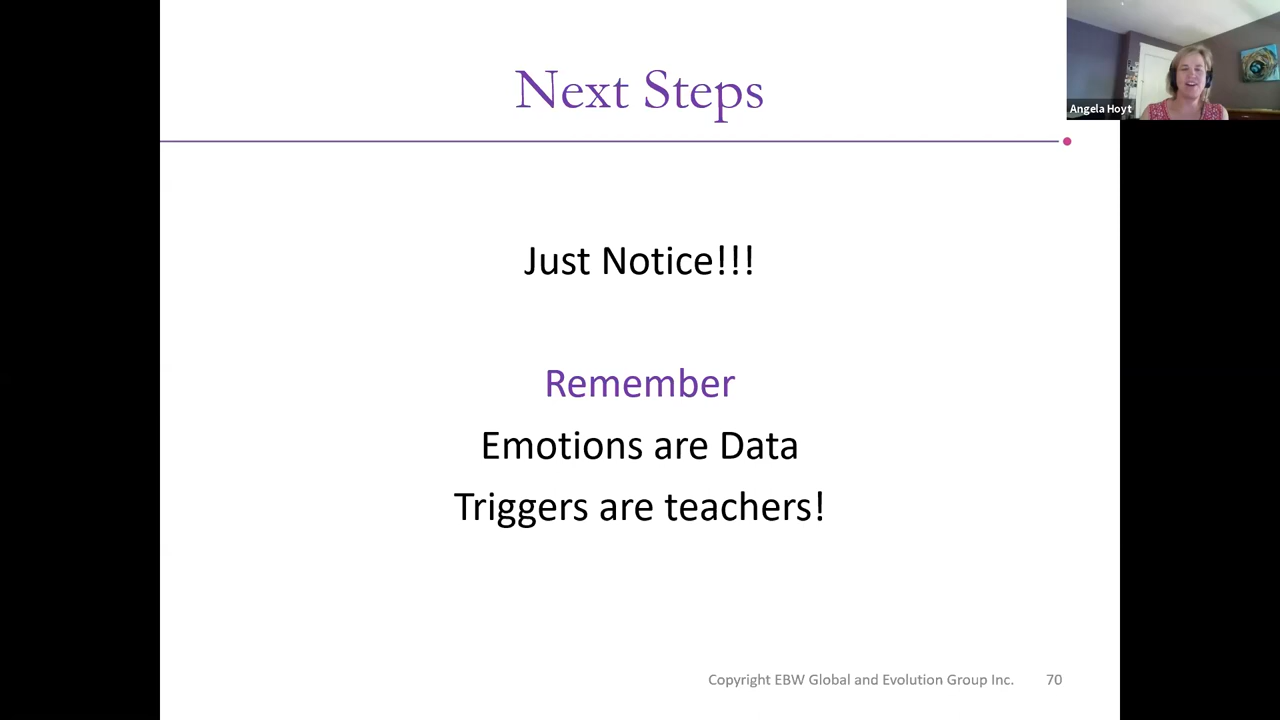 Next Steps
Angela Hoyt
Just Notice!!!
Remember
Emotions are Data
Triggers are teachers!
Copyright EBW Global and Evolution Group Inc. 70